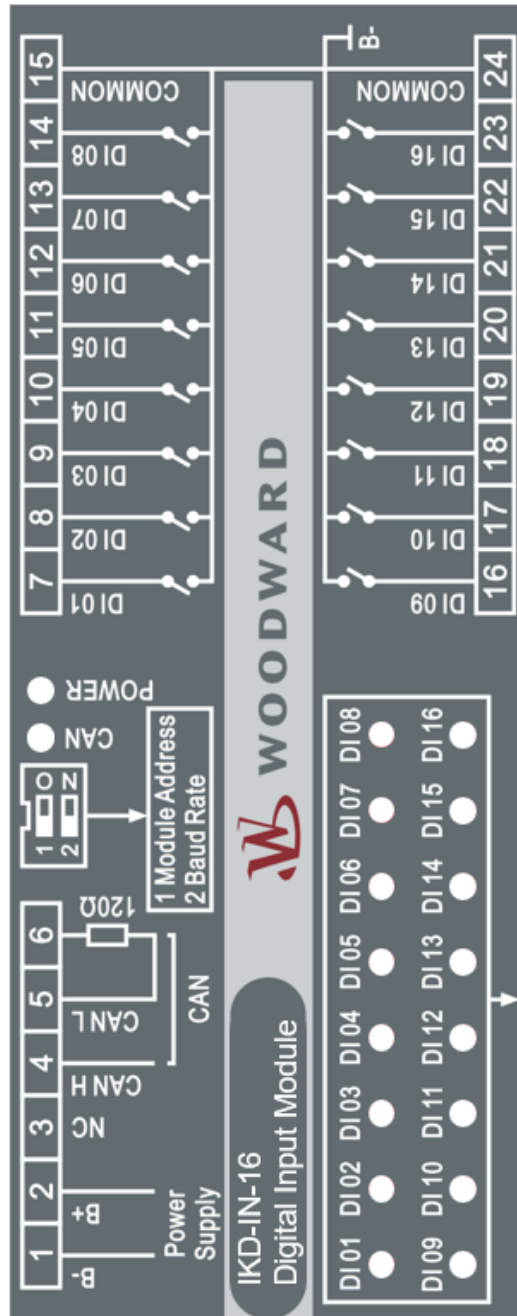 1
2
3
4
5
6
B-
B+
NC
CAN H
CAN L
120Ω
Power
Supply
CAN
1
2
O N
1 Module Address
2 Baud Rate
CAN
POWER
7
8
9
10
11
12
13
14
15
DI 01
DI 02
DI 03
DI 04
DI 05
DI 06
DI 07
DI 08
COMMON
IKD-IN-16
Digital Input Module
W
WOODWARD
B-
DI 01
DI 02
DI 03
DI 04
DI 05
DI 06
DI 07
DI 08
DI 09
DI 10
DI 11
DI 12
DI 13
DI 14
DI 15
DI 16
DI 09
DI 10
DI 11
DI 12
DI 13
DI 14
DI 15
DI 16
COMMON
16
17
18
19
20
21
22
23
24